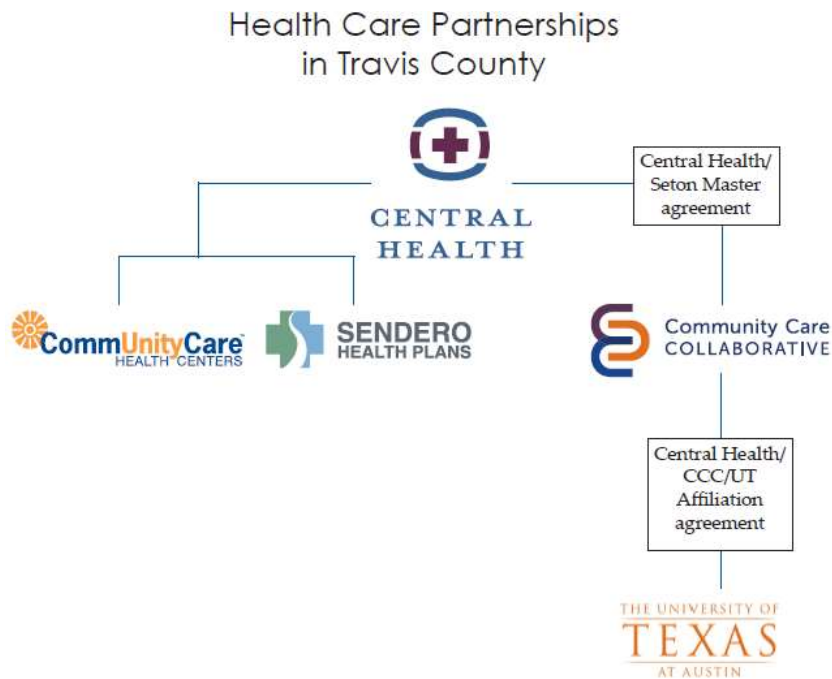 Health Care Partnerships
in Travis County
CENTRAL
HEALTH
Central Health/
Seton Master
agreement
CommUnityCare™
HEALTH CENTERS
SENDERO
HEALTH PLANS
Community Care
COLLABORATIVE
Central Health/
CCC/UT
Affiliation
agreement
THE UNIVERSITY OF
TEXAS
AT AUSTIN